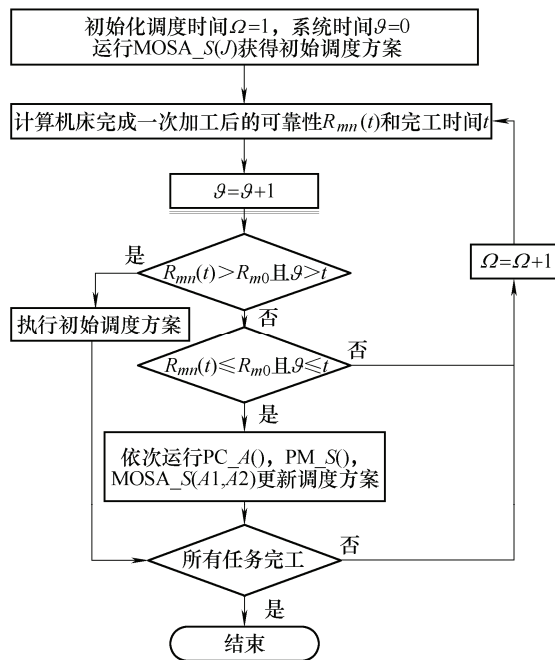 初始化调度时间Ω=1，系统时间ϑ=0
运行MOSA_S(J)获得初始调度方案
计算机床完成一次加工后的可靠性Rmn(t)和完工时间t
ϑ=ϑ+1
是
Rmn(t)>Rm0且ϑ>t
Ω=Ω+1
执行初始调度方案
否
Rmn(t)≤Rm0且ϑ≤t
否
是
依次运行PC_A()，PM_S()，
MOSA_S(A1,A2)更新调度方案
所有任务完工
否
是
结束